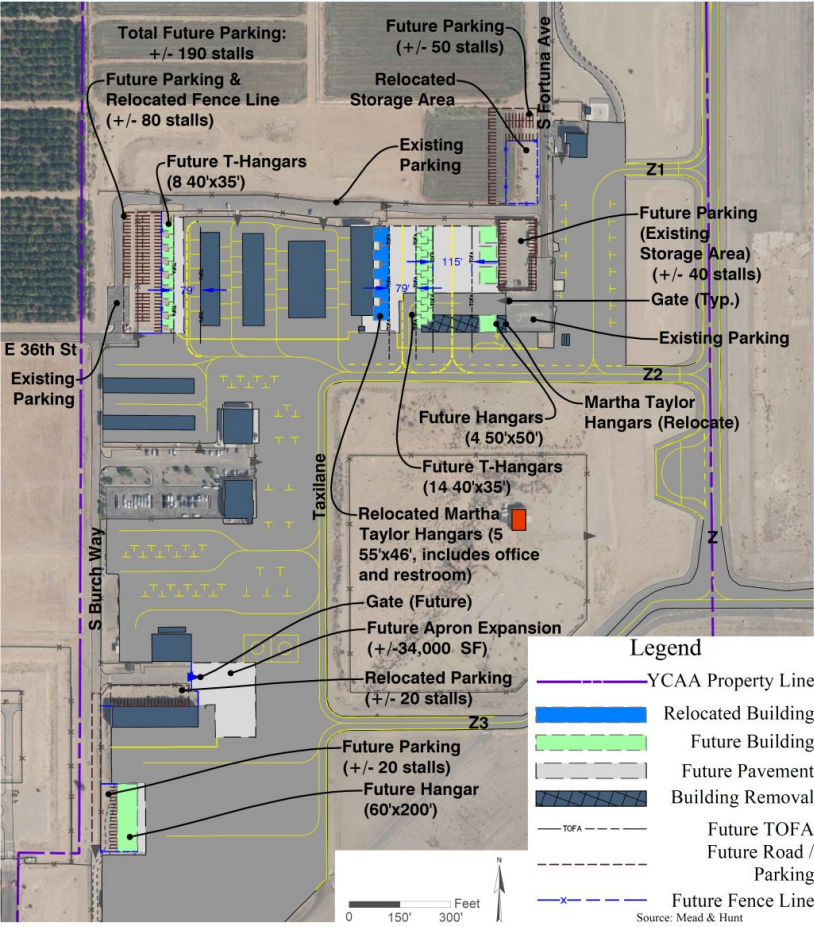 Total Future Parking:
+/- 190 stalls
Future Parking
(+/- 50 stalls)
S Fortuna Ave
Future Parking &
Relocated Fence Line
(+/- 80 stalls)
Relocated
Storage Area
Existing
Parking
Future T-Hangars
(8 40'x35')
Z1
Future Parking
(Existing
Storage Area)
(+/- 40 stalls)
Gate (Typ.)
Existing Parking
79'
79'
115'
TOFA
TOFA
TOFA
TOFA
E 36th St
Existing
Parking
Z2
Martha Taylor
Hangars (Relocate)
Future Hangars
(4 50'x50')
Future T-Hangars
(14 40'x35')
Taxilane
Relocated Martha
Taylor Hangars (5
55'x46', includes office
and restroom)
Z
S Burch Way
Gate (Future)
Future Apron Expansion
(+/-34,000 SF)
Relocated Parking
(+/- 20 stalls)
Z3
Future Parking
(+/- 20 stalls)
Future Hangar
(60'x200')
Legend
YCAA Property Line
Relocated Building
Future Building
Future Pavement
Building Removal
TOFA
Future TOFA
Future Road /
Parking
Future Fence Line
Source: Mead & Hunt
N
Feet
0 150' 300'